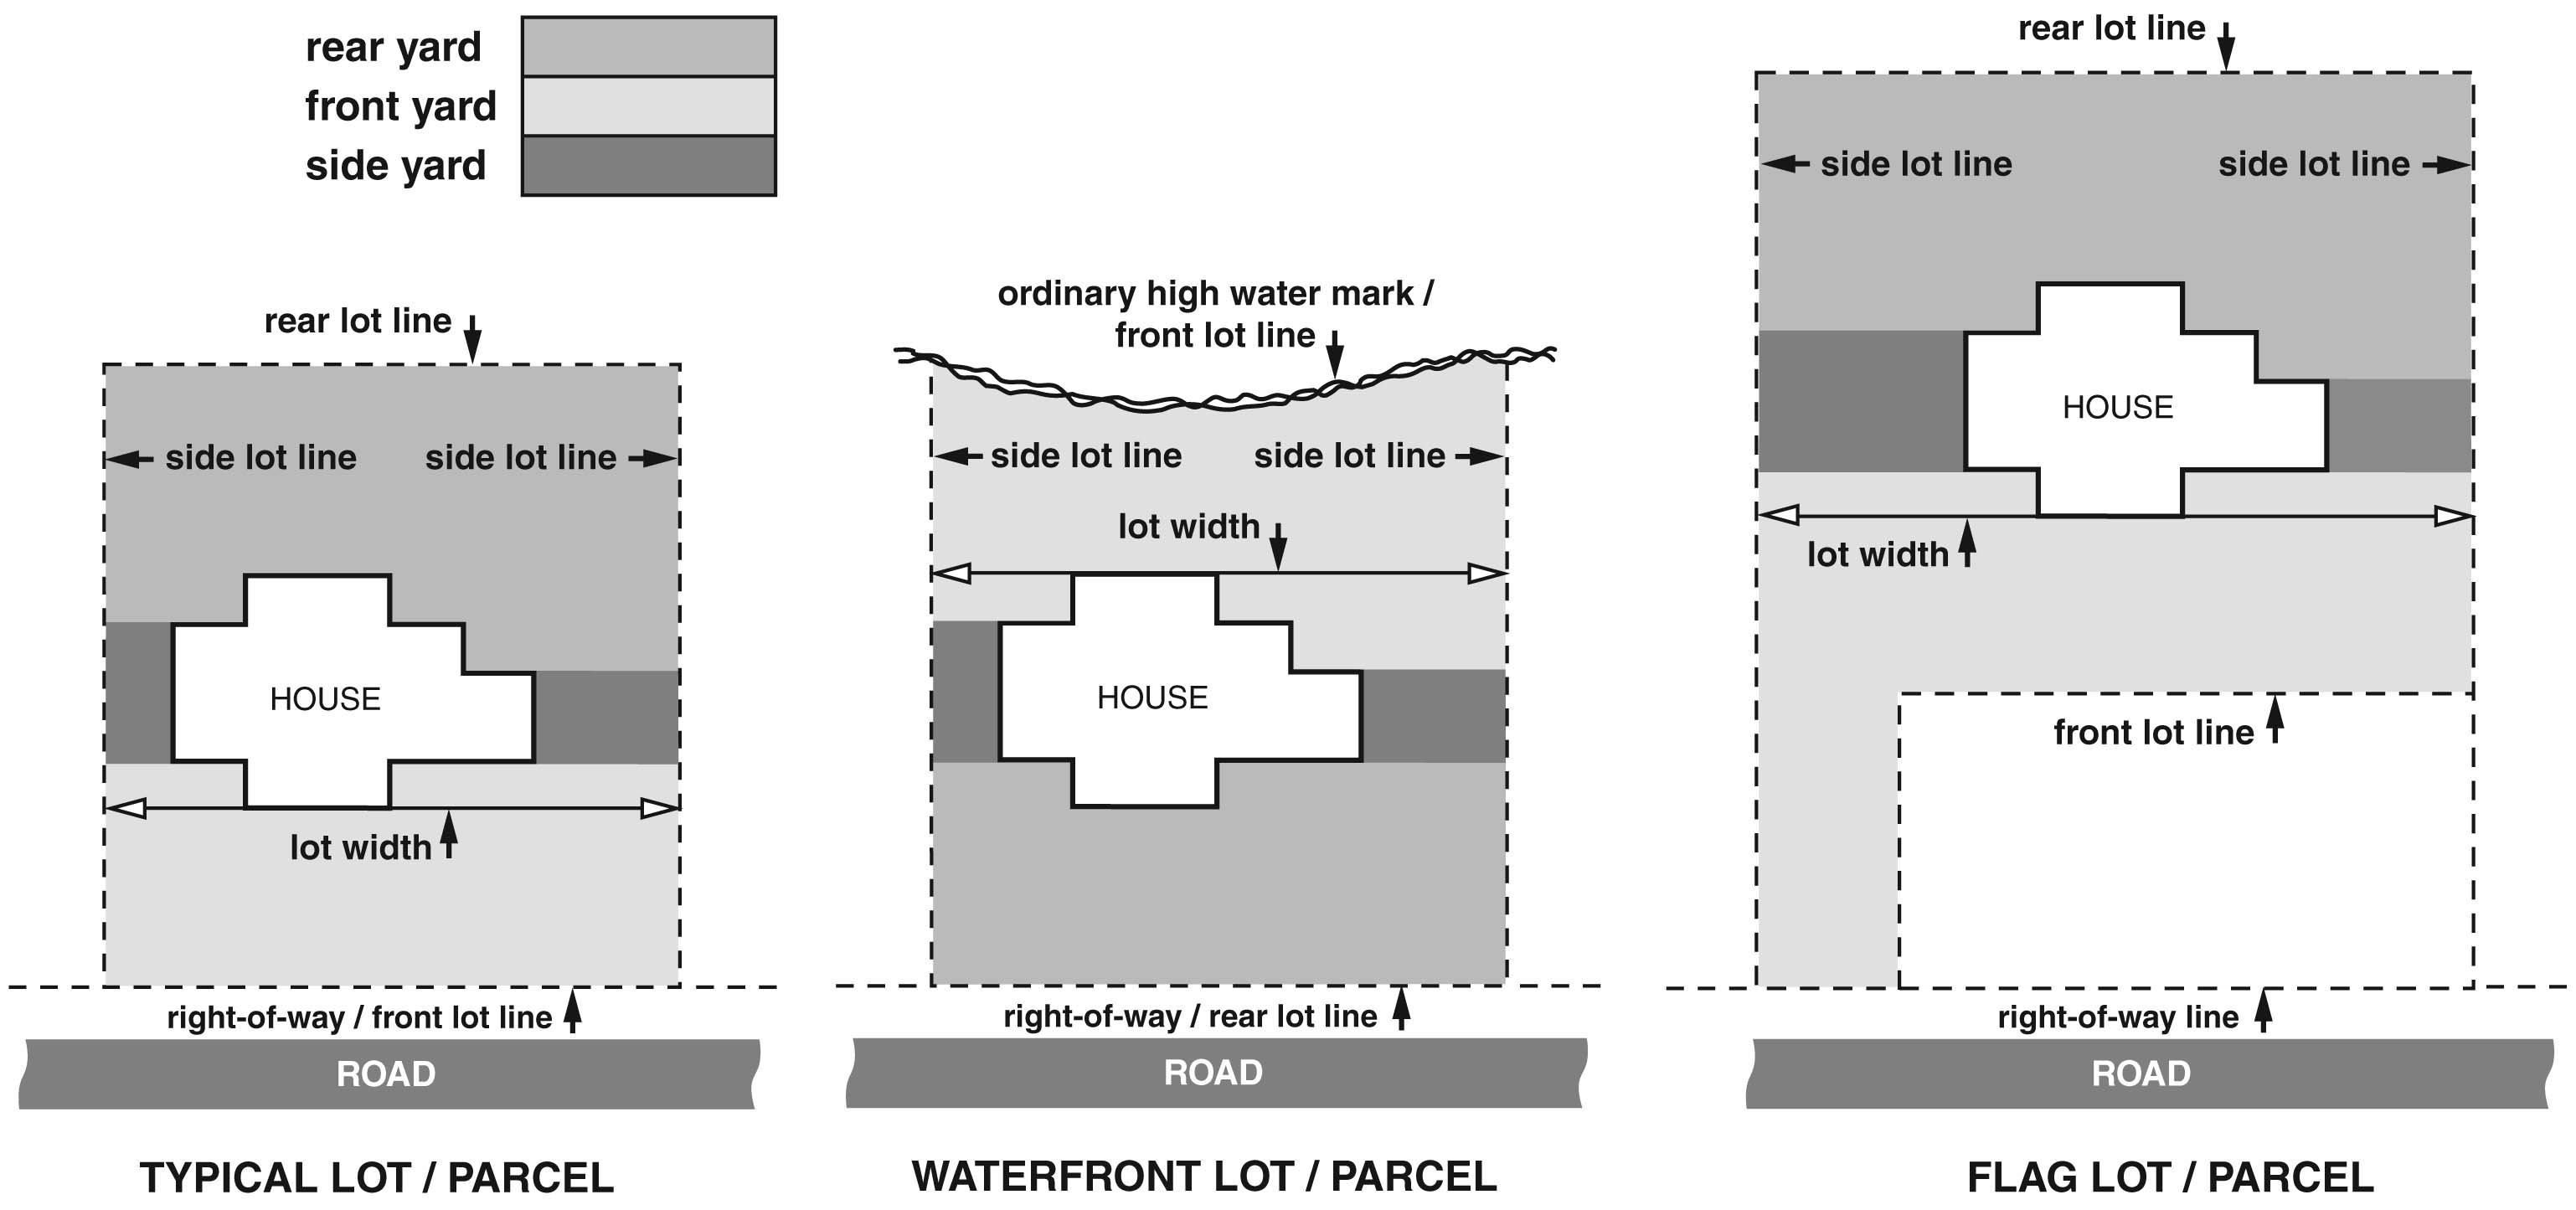 rear yard
front yard
side yard
rear lot line
side lot line
side lot line
HOUSE
lot width
right-of-way / front lot line
ROAD
TYPICAL LOT / PARCEL
ordinary high water mark /
front lot line
side lot line
side lot line
lot width
HOUSE
right-of-way / rear lot line
ROAD
WATERFRONT LOT / PARCEL
rear lot line
side lot line
side lot line
HOUSE
lot width
front lot line
right-of-way line
ROAD
FLAG LOT / PARCEL